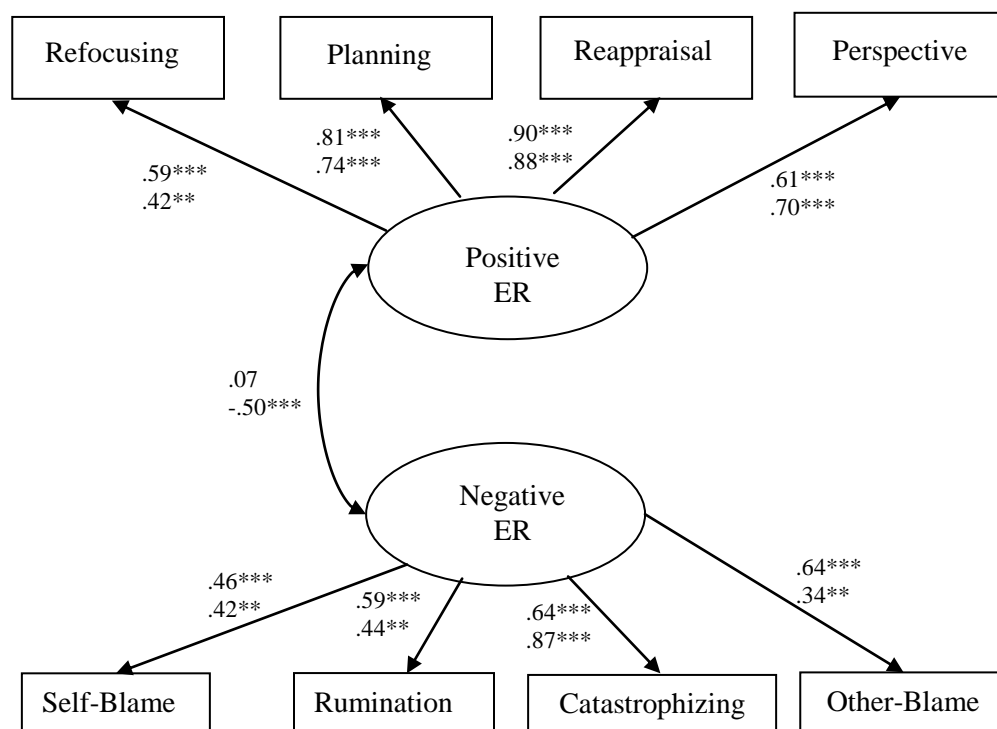 Refocusing
Planning
Reappraisal
Perspective
.59***
.42**
.81***
.74***
.90***
.88***
.61***
.70***
Positive
ER
.07
-.50***
Negative
ER
.46***
.42**
.59***
.44**
.64***
.87***
.64***
.34**
Self-Blame
Rumination
Catastrophizing
Other-Blame